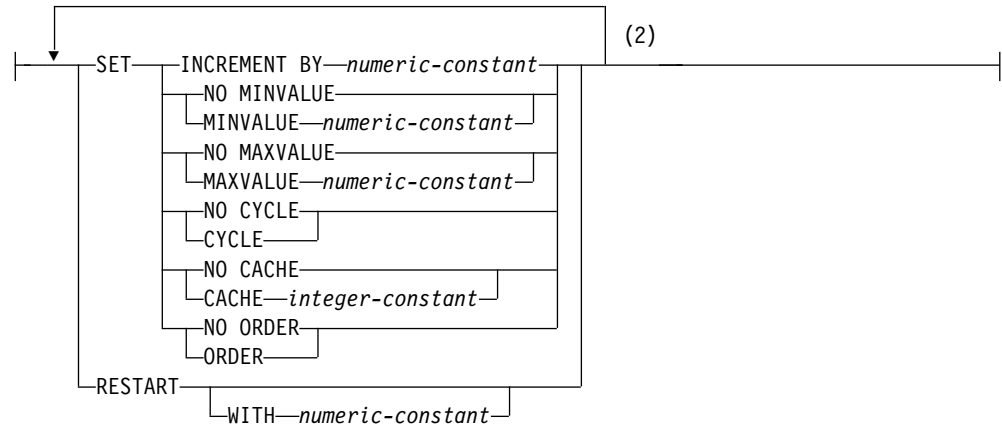 (2)
SET INCREMENT BY numeric-constant
NO MINVALUE
MINVALUE numeric-constant
NO MAXVALUE
MAXVALUE numeric-constant
NO CYCLE
CYCLE
NO CACHE
CACHE integer-constant
NO ORDER
ORDER
RESTART
WITH numeric-constant